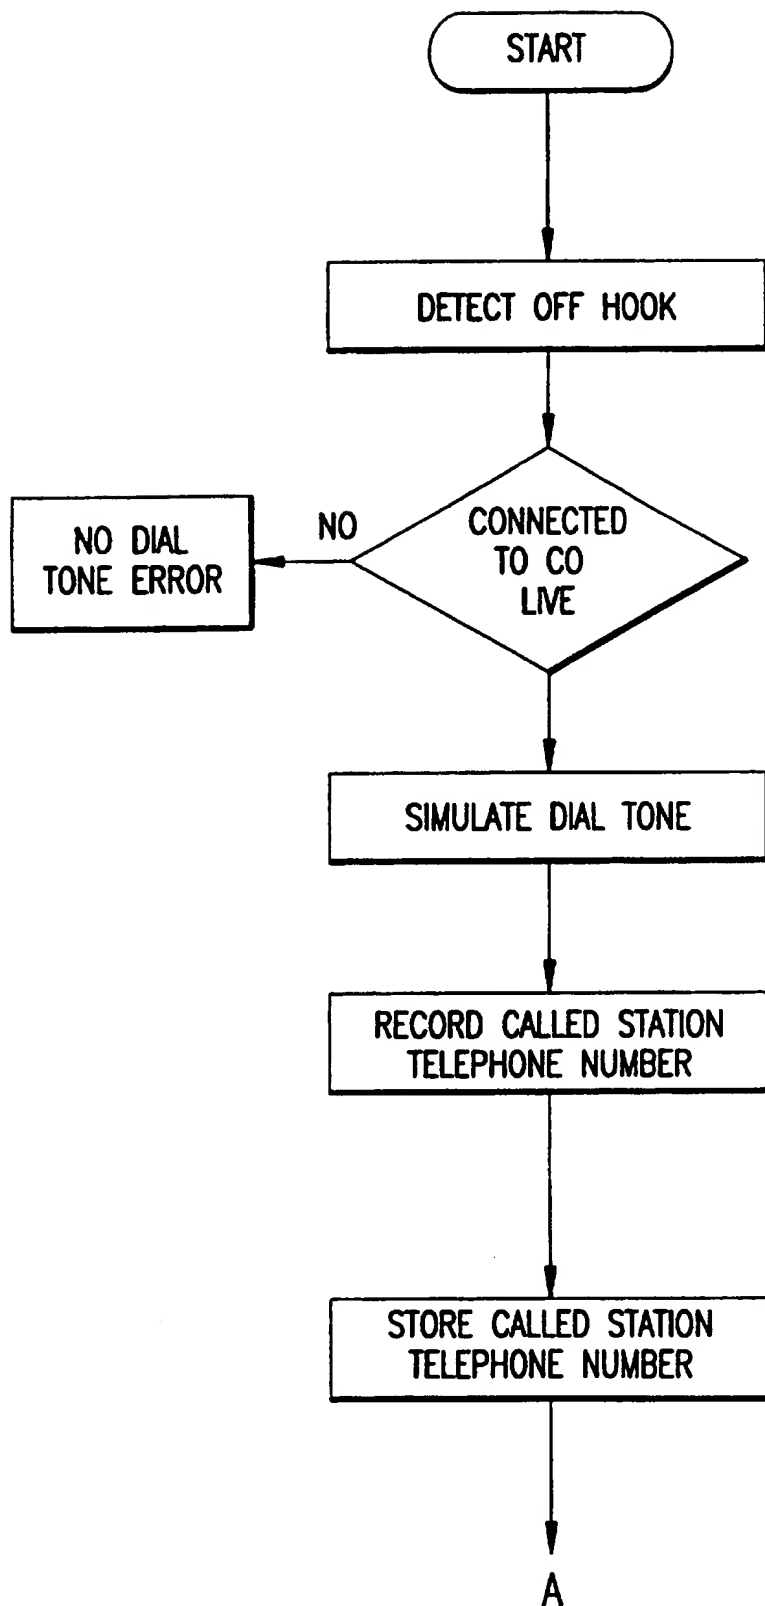 START
DETECT OFF HOOK
CONNECTED
TO CO
LIVE
NO
NO DIAL
TONE ERROR
SIMULATE DIAL TONE
RECORD CALLED STATION
TELEPHONE NUMBER
STORE CALLED STATION
TELEPHONE NUMBER
A